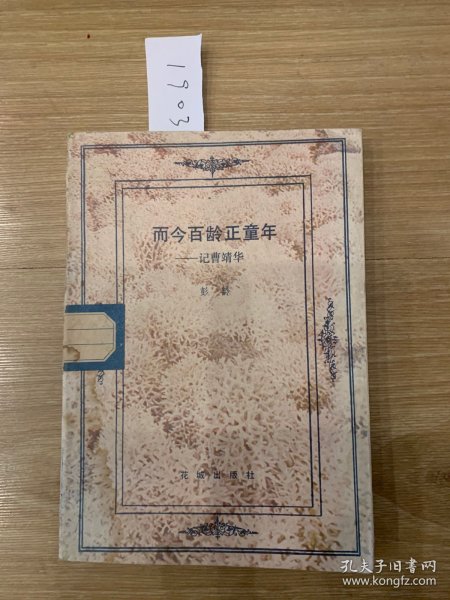 1903
而今百龄正童年
——记曹靖华
彭龄
花城出版社
孔夫子旧书网
www.kongfz.com